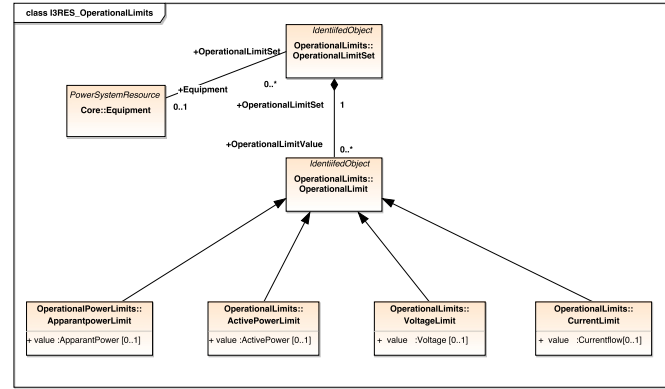 class I3RES_OperationalLimits
IdentiifedObject
OperationalLimits::
OperationalLimitSet
+OperationalLimitSet
0..*
+Equipment
0..1
PowerSystemResource
Core::Equipment
+OperationalLimitSet
1
+OperationalLimitValue
0..*
IdentiifedObject
OperationalLimits::
OperationalLimit
OperationalPowerLimits::
ApparantpowerLimit
+ value :ApparantPower [0..1]
OperationalLimits::
ActivePowerLimit
+ value :ActivePower [0..1]
OperationalLimits::
VoltageLimit
+ value :Voltage [0..1]
OperationalLimits::
CurrentLimit
+ value :Currentflow[0..1]